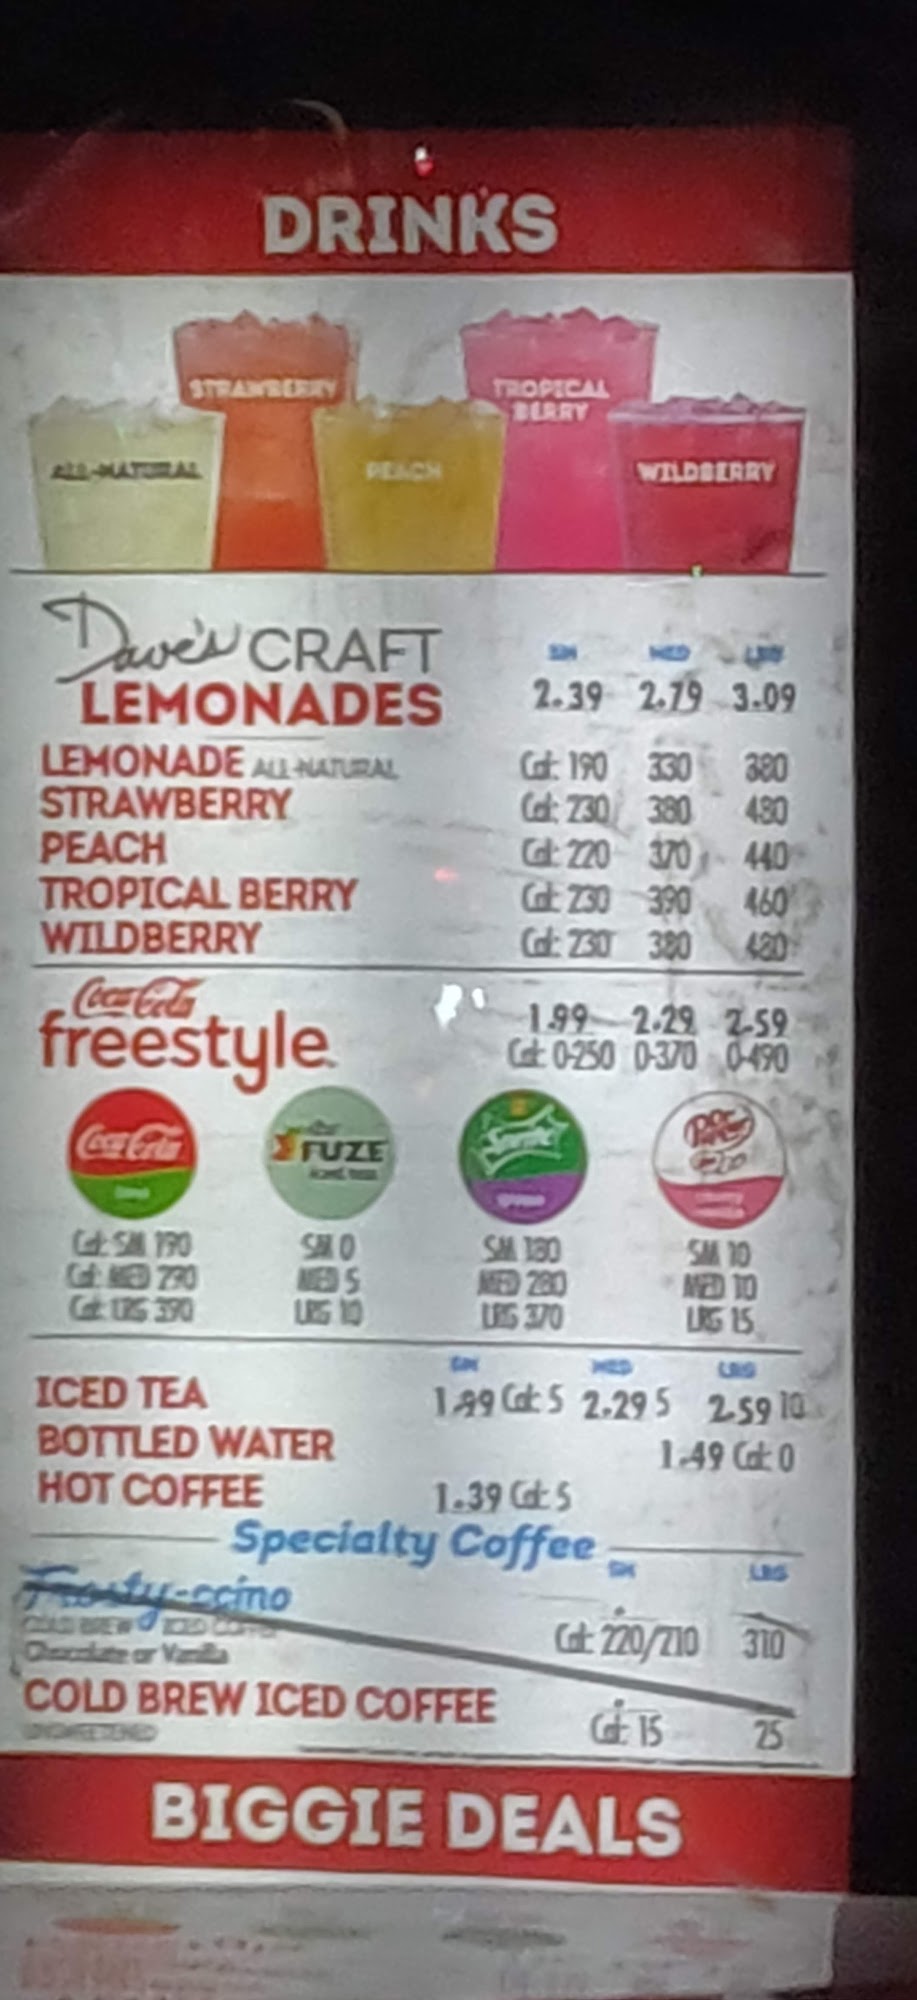 DRINKS
STRAWBERRY
TROPICAL
BERRY
ALL-NATURAL
PEACH
WILDBERRY
Dave's CRAFT
LEMONADES
SM MED LRG
2.39 2.79 3.09
LEMONADE ALL-NATURAL Cal: 190 330 380
STRAWBERRY Cal: 230 380 480
PEACH Cal: 220 370 440
TROPICAL BERRY Cal: 230 390 460
WILDBERRY Cal: 230 380 480
Coca-Cola
freestyle
1.99 2.29 2.59
Cal: 0-250 0-370 0-490
Coca-Cola
FUZE
Sprite
Cal: SM 190 SM 0 SM 180 SM 10
Cal: MED 290 MED 5 MED 280 MED 10
Cal: LRG 390 LRG 10 LRG 370 LRG 15
SM MED LRG
ICED TEA 1.99 Cal: 5 2.29 5 2.59 10
BOTTLED WATER 1.49 Cal: 0
HOT COFFEE 1.39 Cal: 5
Specialty Coffee
SM LRG
Frosty-ccino
COLD BREW ICED COFFEE
Chocolate or Vanilla
Cal: 220/210 310
COLD BREW ICED COFFEE
UNSWEETENED
Cal: 15 25
BIGGIE DEALS